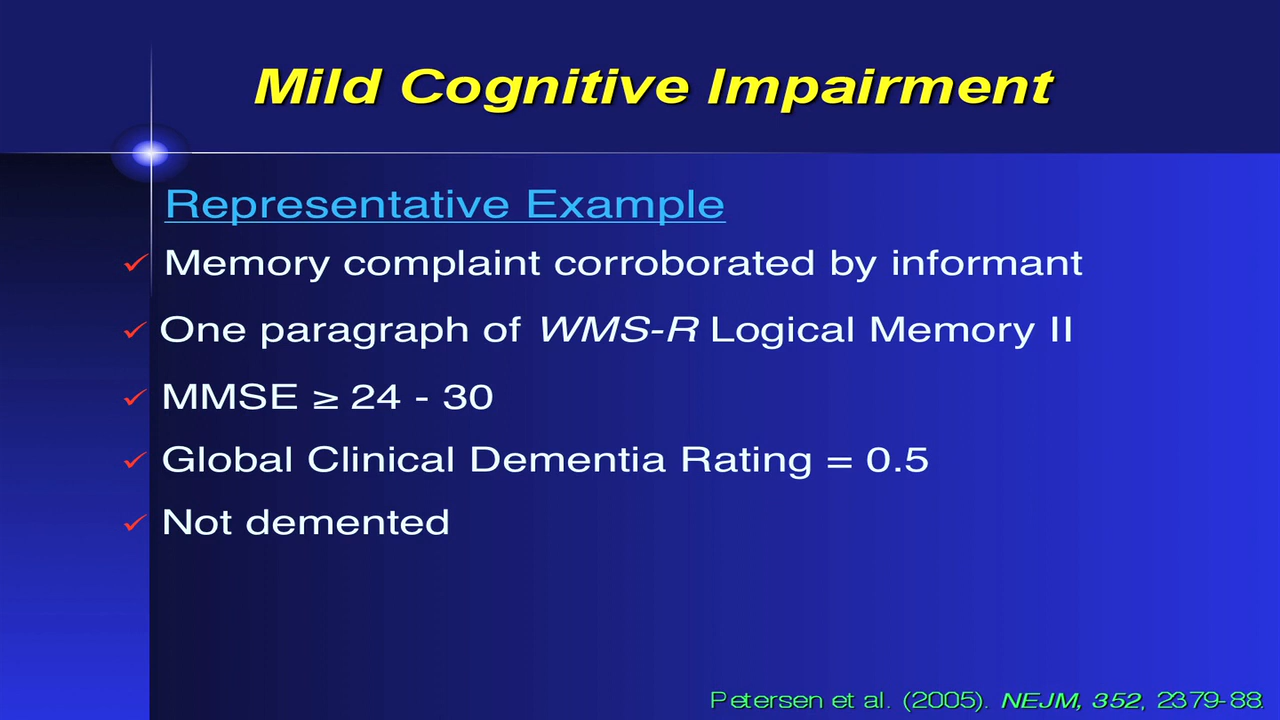 Mild Cognitive Impairment
Representative Example
✓ Memory complaint corroborated by informant
✓ One paragraph of WMS-R Logical Memory II
✓ MMSE ≥ 24 - 30
✓ Global Clinical Dementia Rating = 0.5
✓ Not demented
Petersen et al. (2005). NEJM, 352, 2379-88.